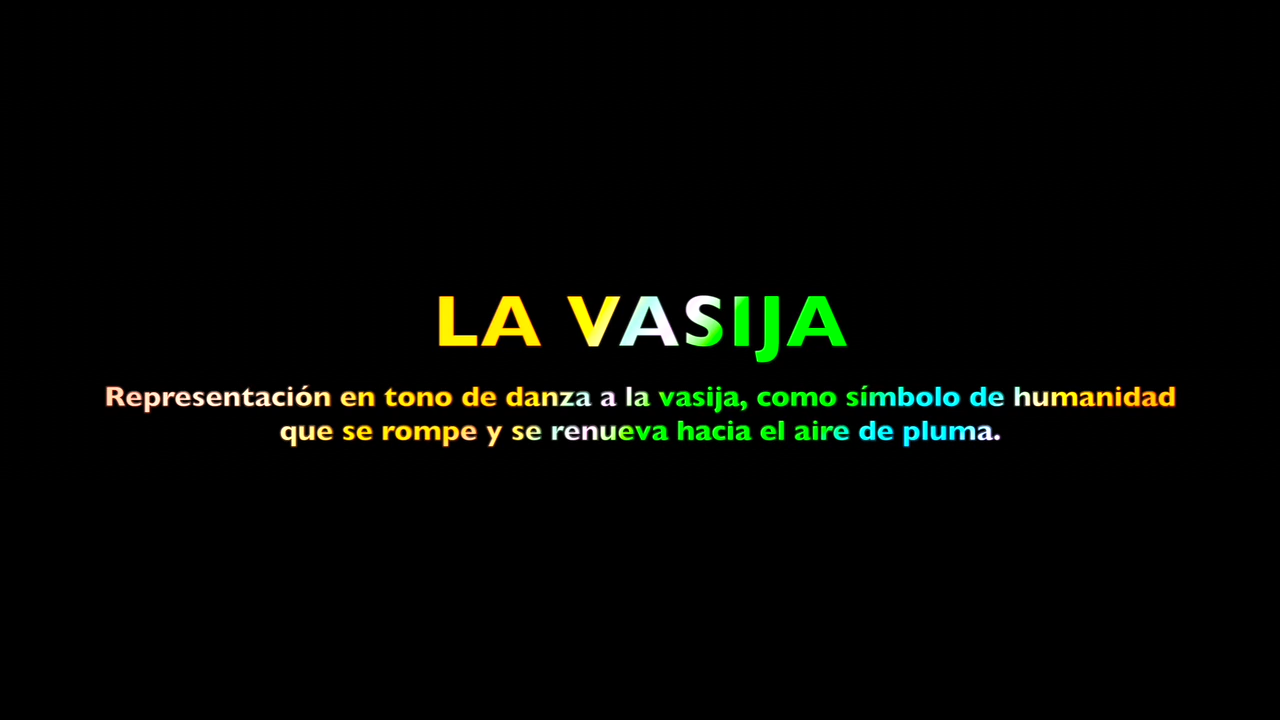 LA VASIJA
Representación en tono de danza a la vasija, como símbolo de humanidad
que se rompe y se renueva hacia el aire de pluma.